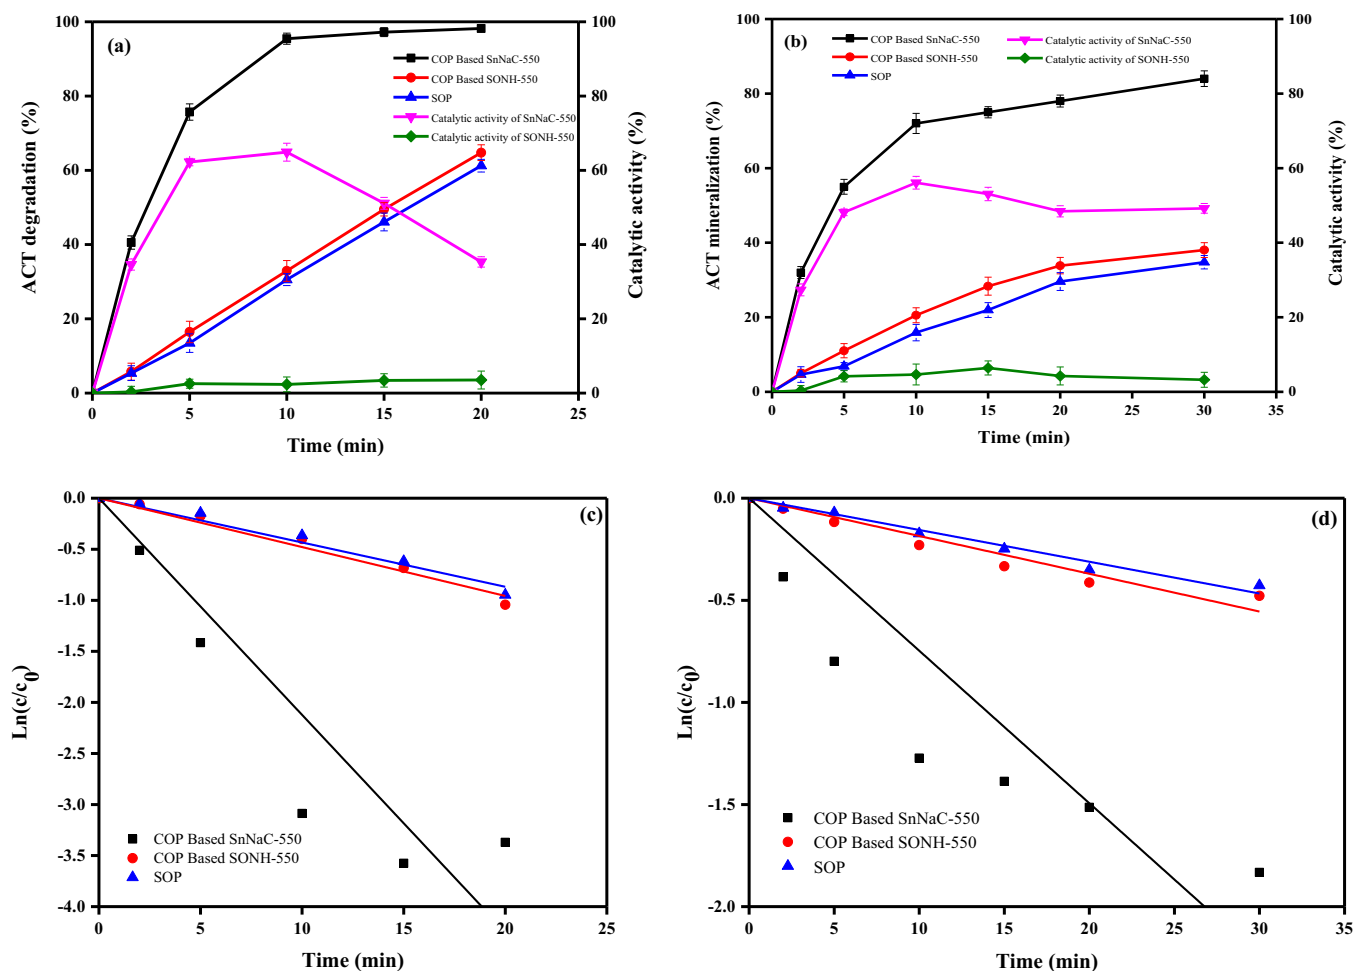 (a)
COP Based SnNaC-550
COP Based SONH-550
SOP
Catalytic activity of SnNaC-550
Catalytic activity of SONH-550
ACT degradation (%)
Catalytic activity (%)
100
80
60
40
20
0
100
80
60
40
20
0
0 5 10 15 20 25
Time (min)
(b)
COP Based SnNaC-550
COP Based SONH-550
SOP
Catalytic activity of SnNaC-550
Catalytic activity of SONH-550
ACT mineralization (%)
Catalytic activity (%)
100
80
60
40
20
0
100
80
60
40
20
0
0 5 10 15 20 25 30 35
Time (min)
(c)
Ln(c/c0)
0.0
-0.5
-1.0
-1.5
-2.0
-2.5
-3.0
-3.5
-4.0
COP Based SnNaC-550
COP Based SONH-550
SOP
0 5 10 15 20 25
Time (min)
(d)
Ln(c/c0)
0.0
-0.5
-1.0
-1.5
-2.0
COP Based SnNaC-550
COP Based SONH-550
SOP
0 5 10 15 20 25 30 35
Time (min)